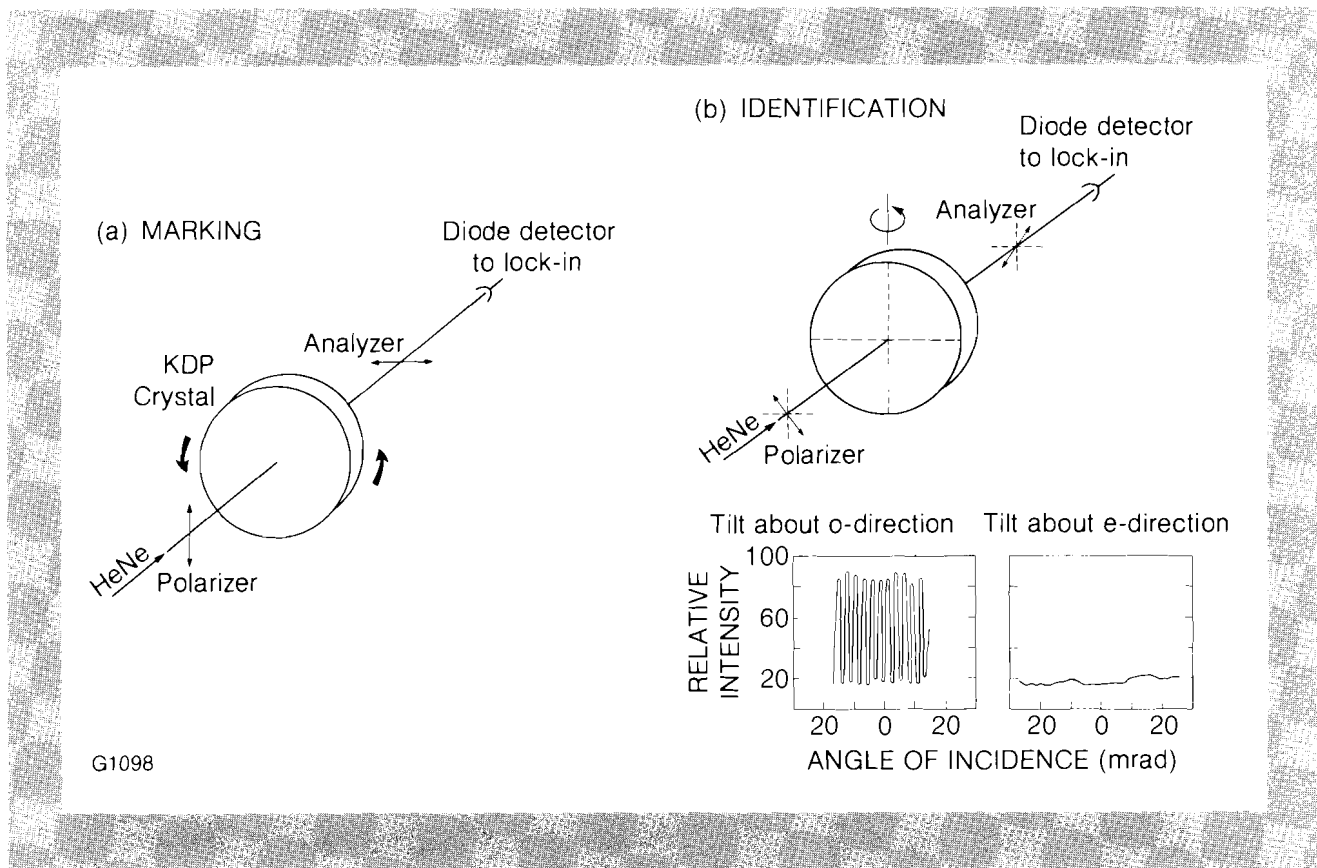 (a) MARKING
Diode detector
to lock-in
Analyzer
KDP
Crystal
HeNe
Polarizer
(b) IDENTIFICATION
Diode detector
to lock-in
Analyzer
HeNe
Polarizer
Tilt about o-direction
Tilt about e-direction
RELATIVE
INTENSITY
100
60
20
20 0 20
20 0 20
ANGLE OF INCIDENCE (mrad)
G1098